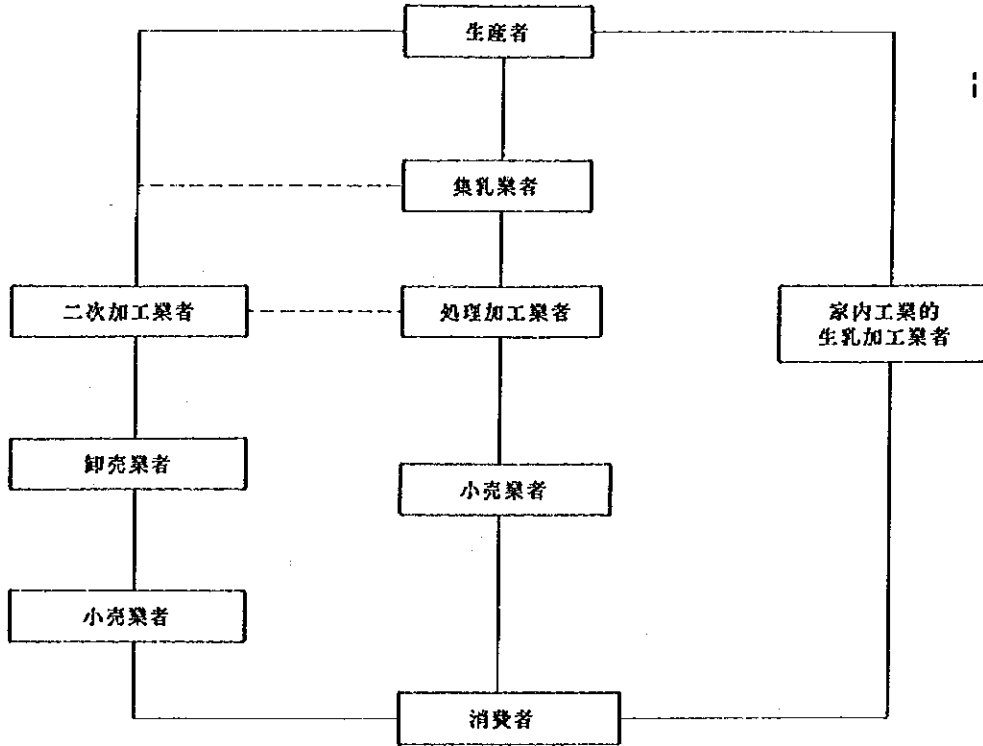 生産者
集乳業者
二次加工業者
処理加工業者
家内工業的
生乳加工業者
卸売業者
小売業者
小売業者
消費者